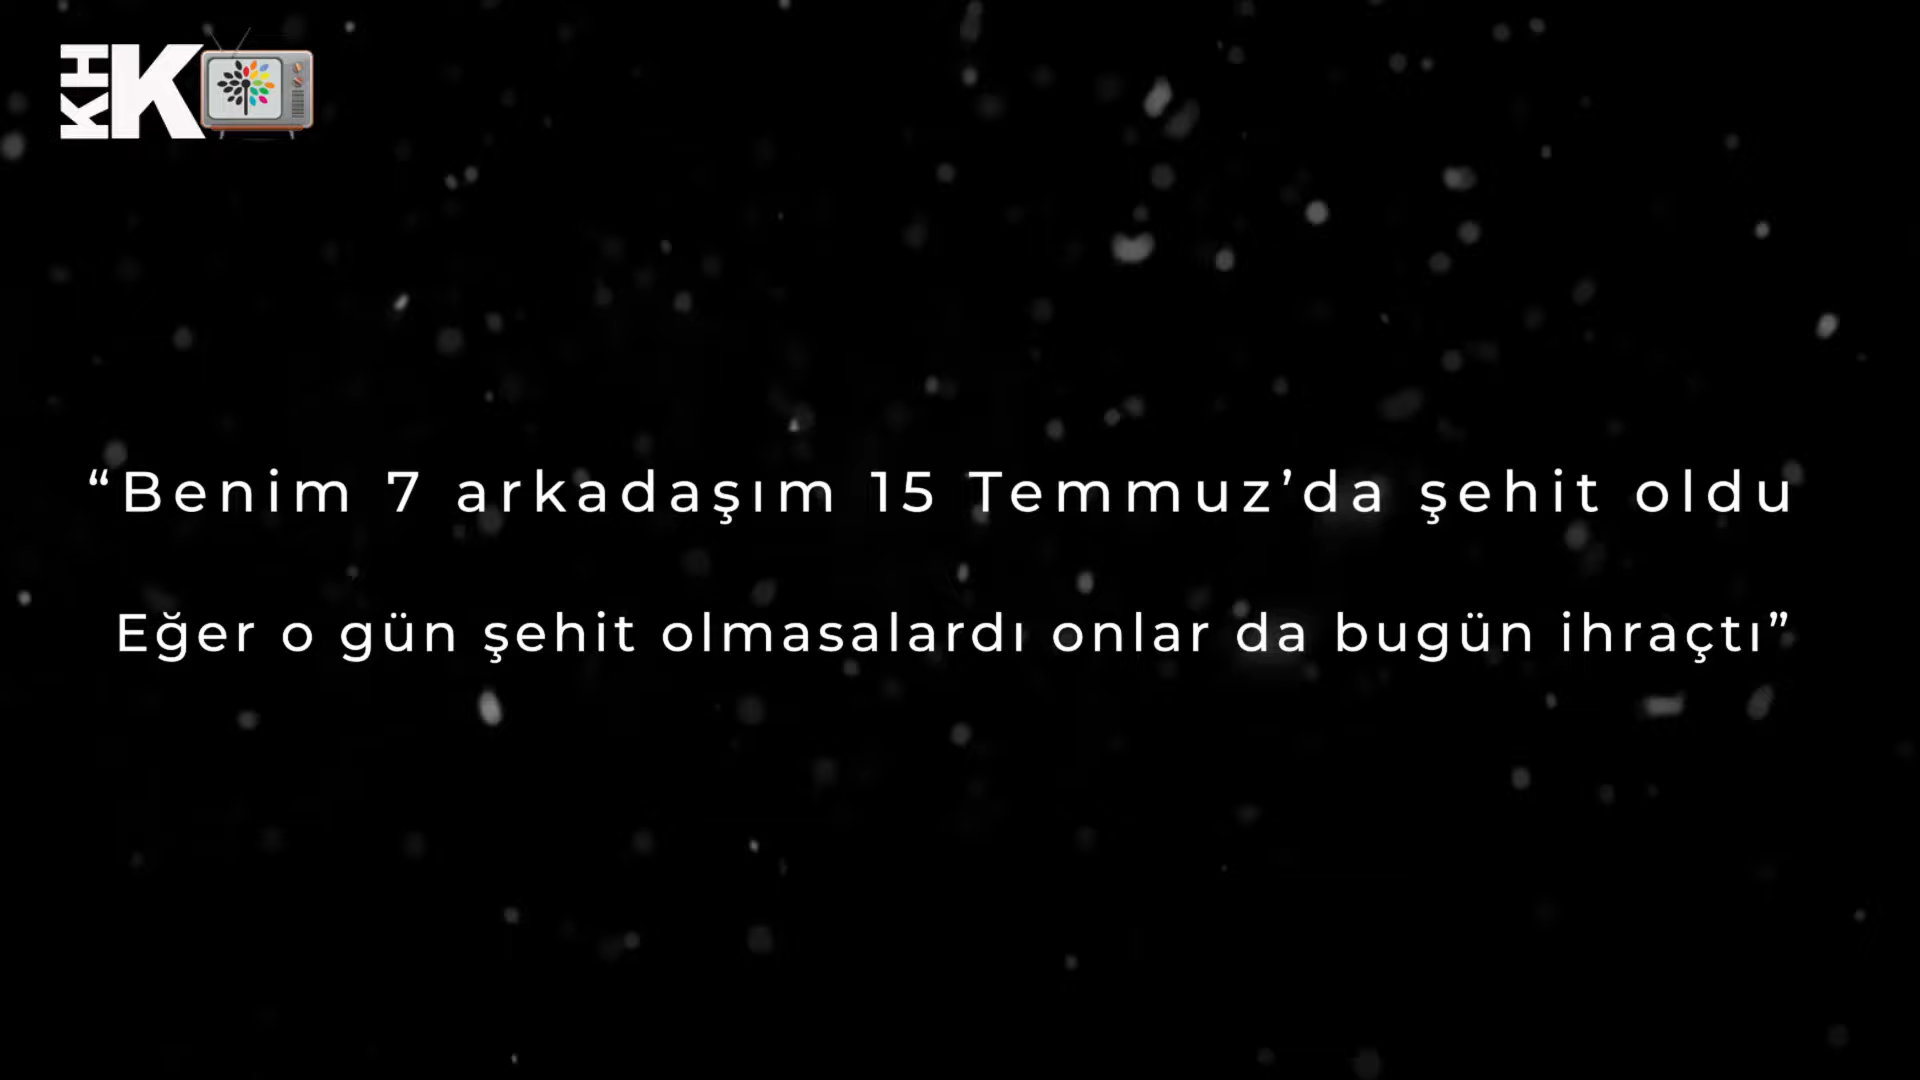 KHK
“Benim 7 arkadaşım 15 Temmuz’da şehit oldu
Eğer o gün şehit olmasalardı onlar da bugün ihraçtı”